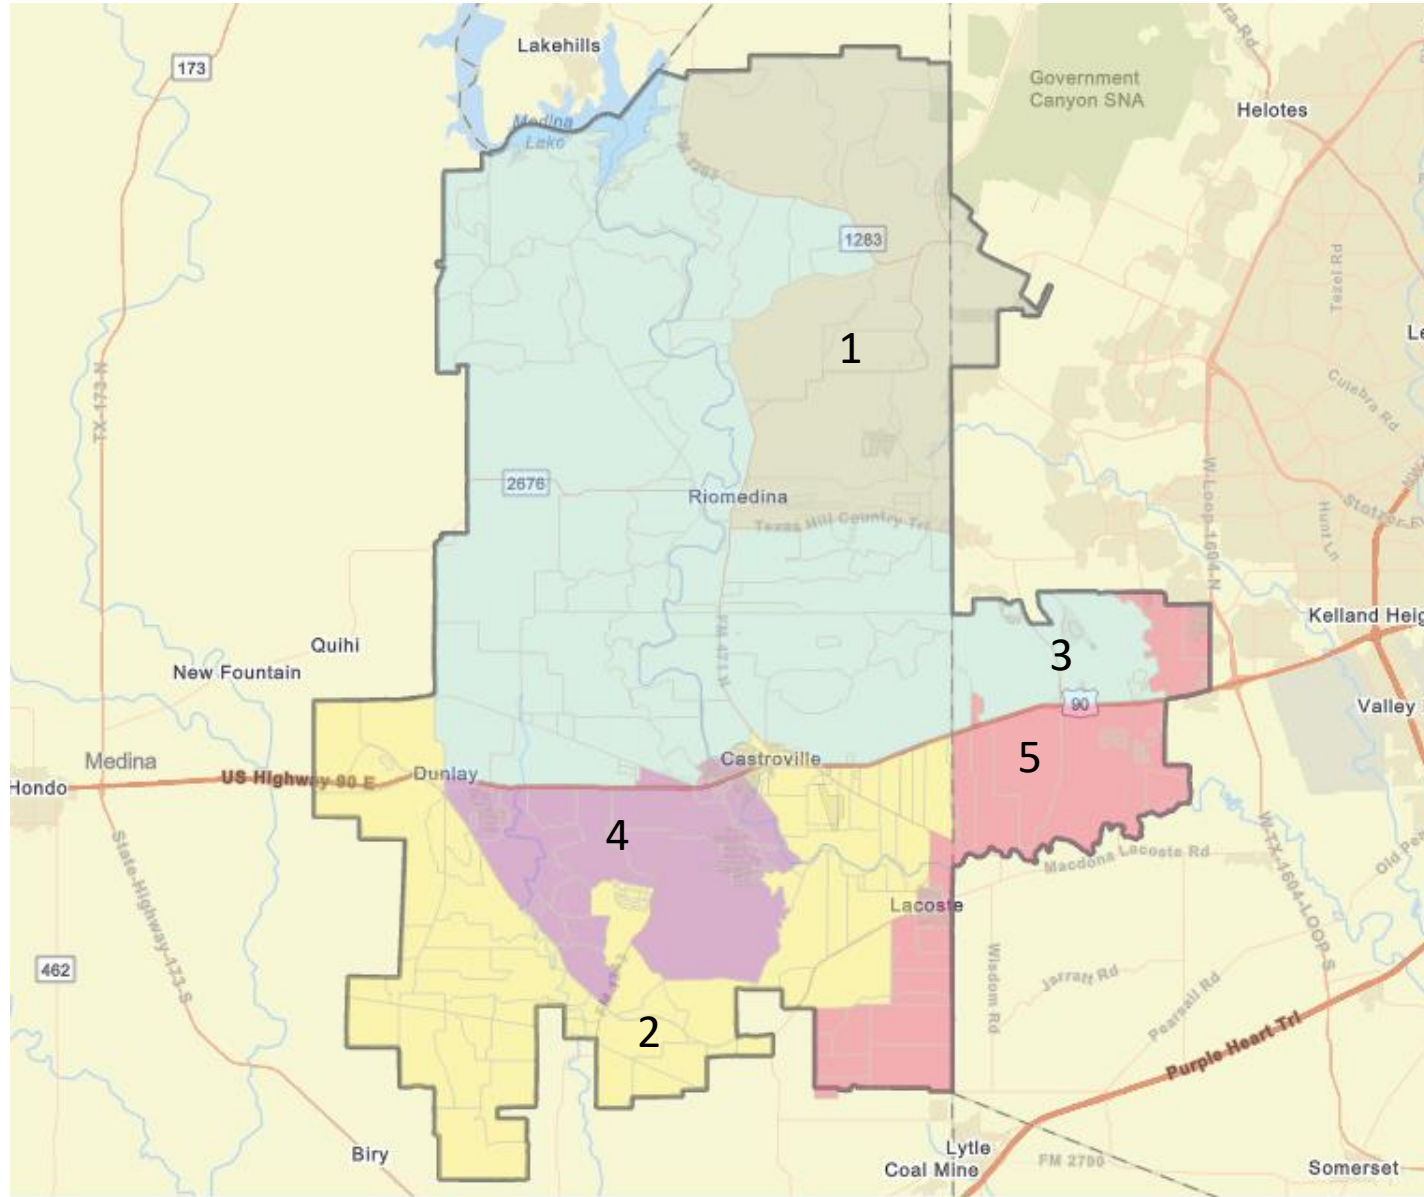 Lakehills
173
Government
Canyon SNA
Helotes
Medina
Lake
FM 1283
1283
Tezel Rd
1
TX-173-N
Culebra Rd
2676
Riomedina
W-Loop-1604-N
Texas Hill Country Trl
Hunt Ln
Kelland Heig
Quihi
FM 471 N
3
New Fountain
90
Valley
Medina
Castroville
5
Hondo
US Highway 90 E
Dunlay
4
State-Highway-173-S
Macdona Lacoste Rd
W-TX-1604-LOOP-S
Lacoste
462
Wisdom Rd
Jarratt Rd
Pearsall Rd
2
Purple Heart Trl
Biry
Lytle
Coal Mine
FM 2790
Somerset